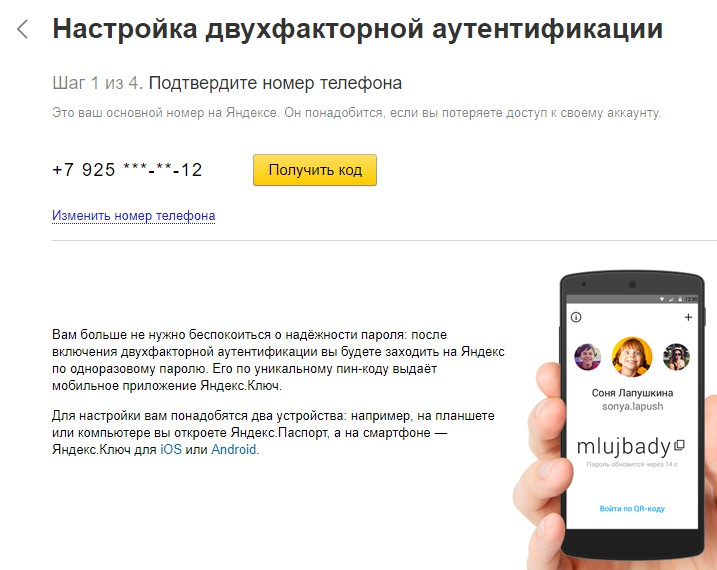 Настройка двухфакторной аутентификации
Шаг 1 из 4. Подтвердите номер телефона
Это ваш основной номер на Яндексе. Он понадобится, если вы потеряете доступ к своему аккаунту.
+7 925 ***-**-12
Получить код
Изменить номер телефона
Вам больше не нужно беспокоиться о надёжности пароля: после
включения двухфакторной аутентификации вы будете заходить на Яндекс
по одноразовому паролю. Его по уникальному пин-коду выдаёт
мобильное приложение Яндекс.Ключ.
Для настройки вам понадобятся два устройства: например, на планшете
или компьютере вы откроете Яндекс.Паспорт, а на смартфоне —
Яндекс.Ключ для iOS или Android.
12:30
Соня Лапушкина
sonya.lapush
mlujbady
Пароль обновится через 14 с
Войти по QR-коду